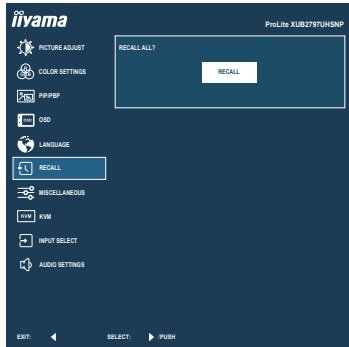 iiyama
ProLite XUB2797UHSNP
PICTURE ADJUST
RECALL ALL?
COLOR SETTINGS
RECALL
PIP/PBP
OSD
OSD
LANGUAGE
RECALL
MISCELLANEOUS
KVM KVM
INPUT SELECT
AUDIO SETTINGS
EXIT: SELECT: /PUSH